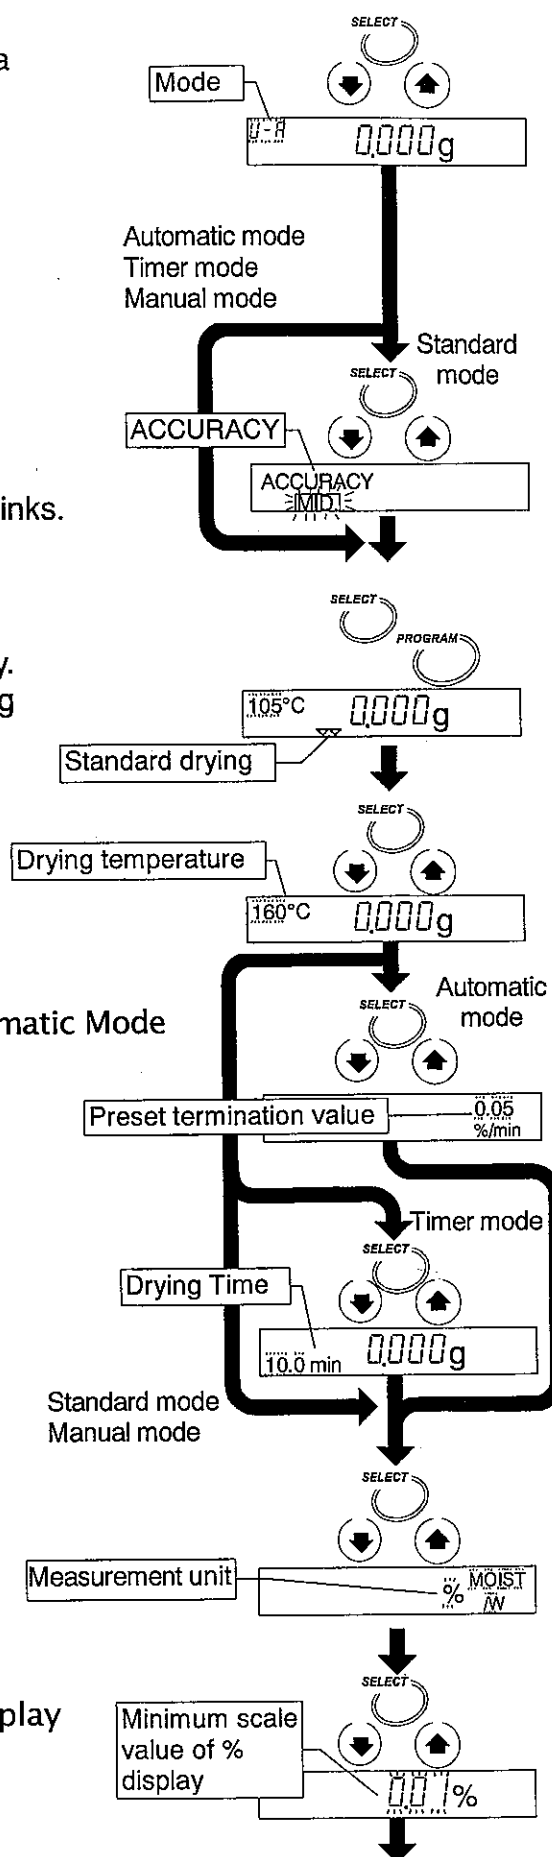 SELECT
a
Mode
U-A 0.000g
Automatic mode
Timer mode
Manual mode
Standard
mode
SELECT
ACCURACY
ACCURACY
MID
inks.
SELECT
PROGRAM
y.
g
105°C 0.000g
Standard drying
SELECT
Drying temperature
160°C 0.000g
Automatic
mode
SELECT
matic Mode
Preset termination value
0.05
%/min
Timer mode
SELECT
Drying Time
10.0 min 0.000g
Standard mode
Manual mode
SELECT
Measurement unit
% MOIST
/W
SELECT
play
Minimum scale
value of %
display
0.01%